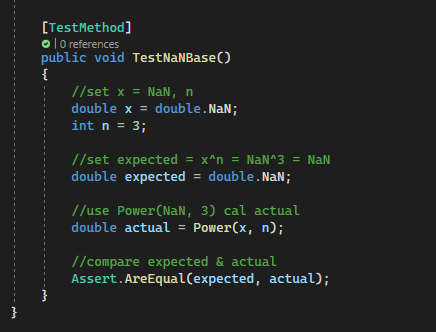 [TestMethod]
| 0 references
public void TestNaNBase()
{
//set x = NaN, n
double x = double.NaN;
int n = 3;
//set expected = x^n = NaN^3 = NaN
double expected = double.NaN;
//use Power(NaN, 3) cal actual
double actual = Power(x, n);
//compare expected & actual
Assert.AreEqual(expected, actual);
}
}